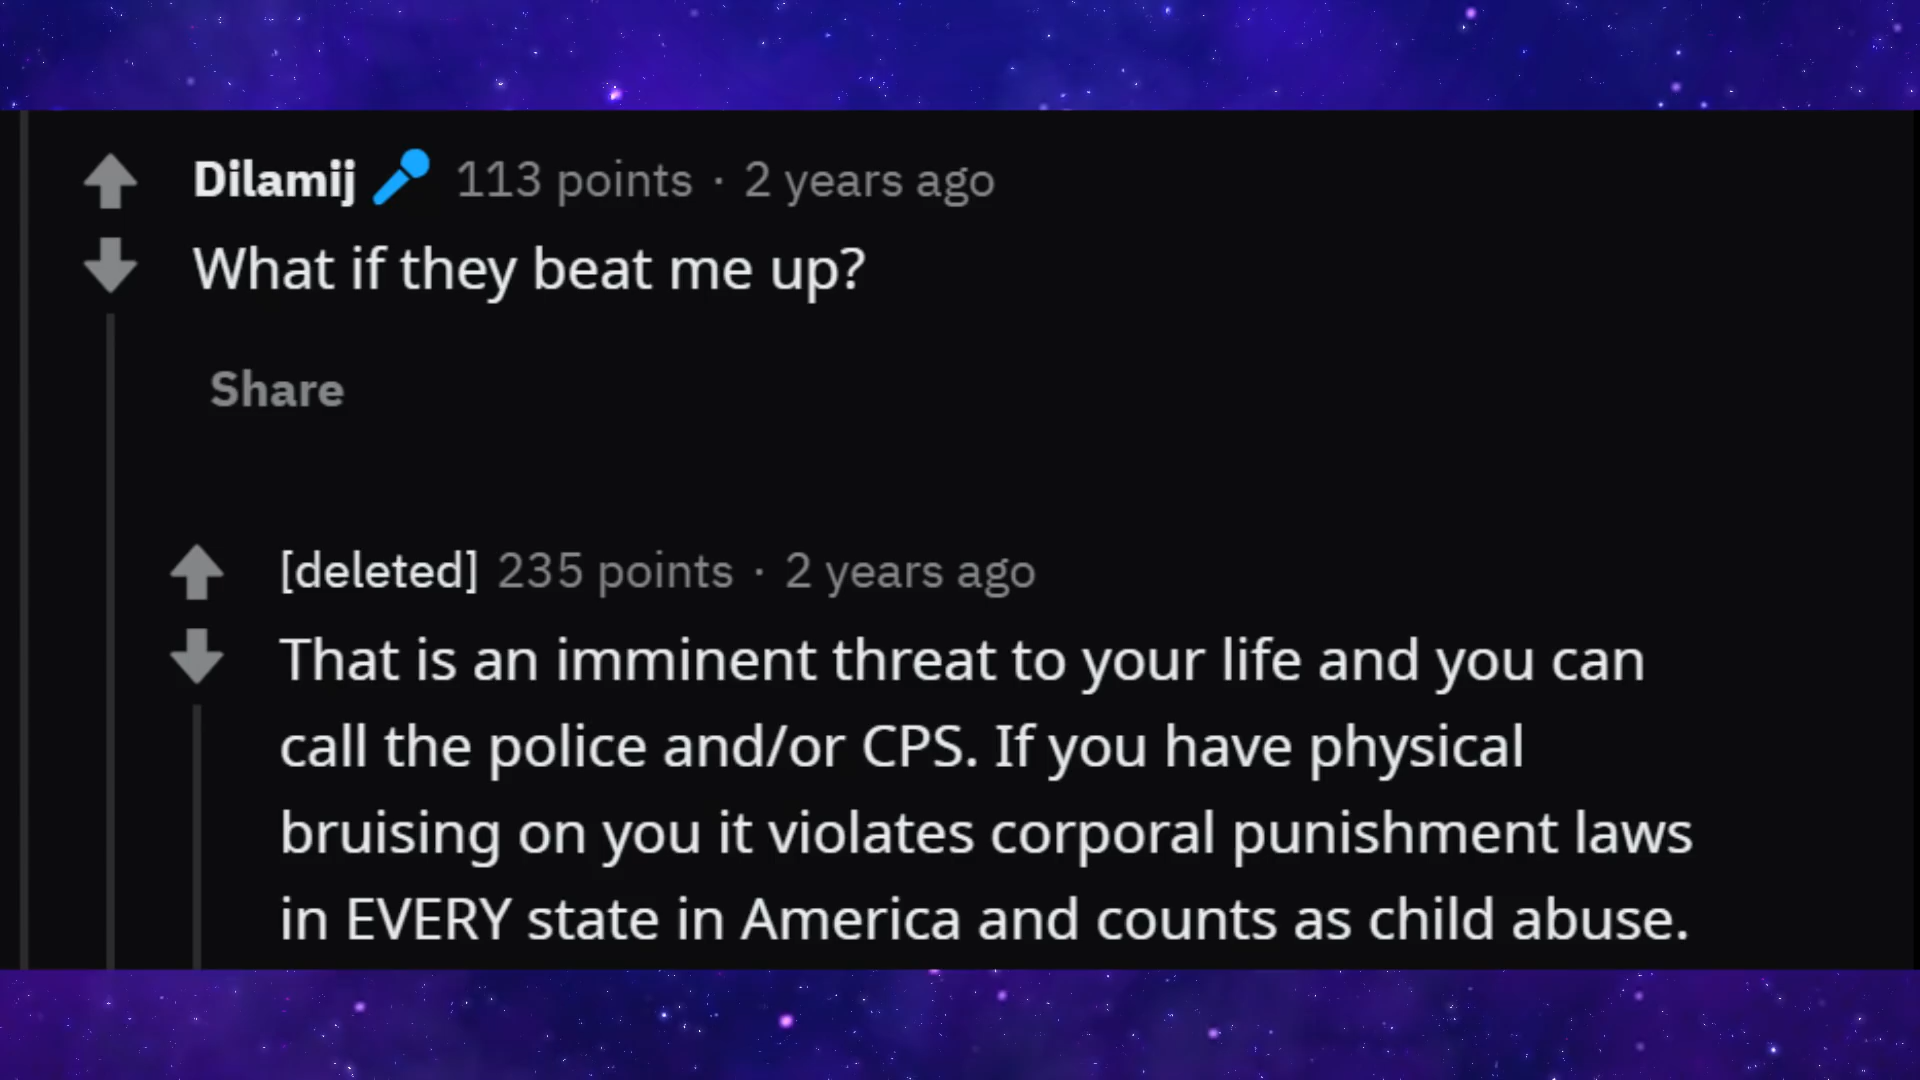 Dilamij 113 points · 2 years ago
What if they beat me up?
Share
[deleted] 235 points · 2 years ago
That is an imminent threat to your life and you can
call the police and/or CPS. If you have physical
bruising on you it violates corporal punishment laws
in EVERY state in America and counts as child abuse.